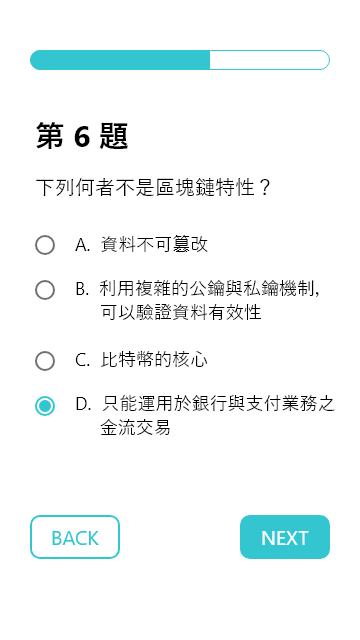 第 6 題
下列何者不是區塊鏈特性？
A. 資料不可篡改
B. 利用複雜的公鑰與私鑰機制,
可以驗證資料有效性
C. 比特幣的核心
D. 只能運用於銀行與支付業務之
金流交易
BACK
NEXT